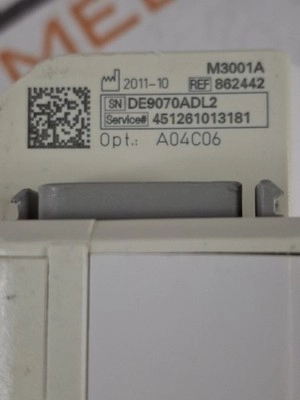 M3001A
2011-10 REF 862442
SN DE9070ADL2
Service# 451261013181
Opt.: A04C06